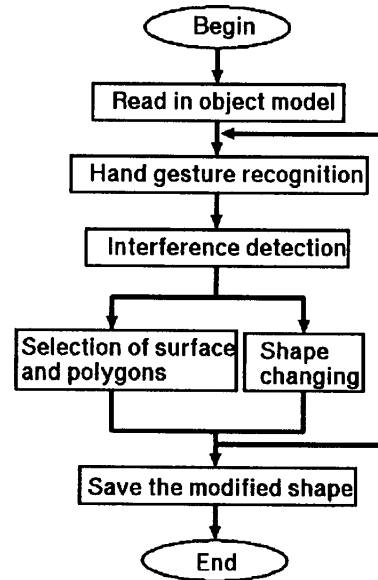 Begin
Read in object model
Hand gesture recognition
Interference detection
Selection of surface
and polygons
Shape
changing
Save the modified shape
End